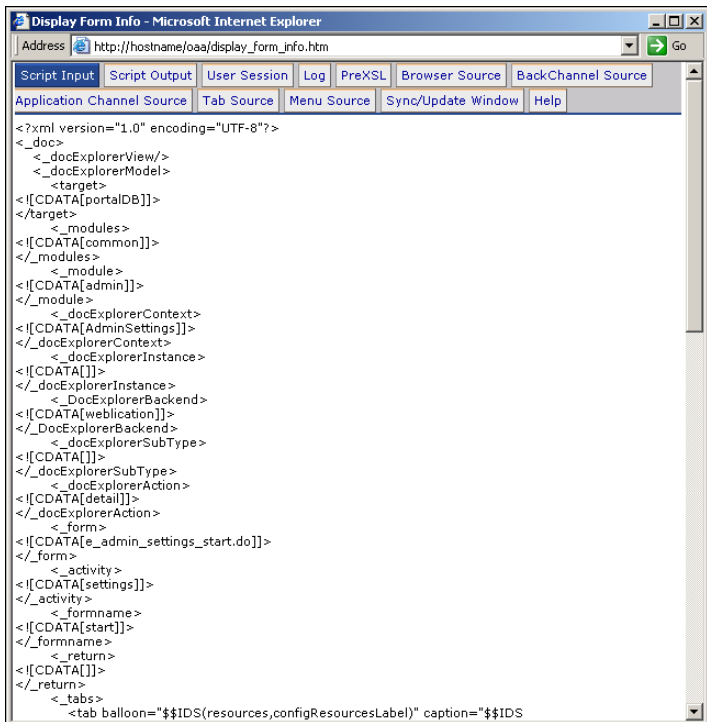 Display Form Info - Microsoft Internet Explorer
Address http://hostname/oaa/display_form_info.htm Go
Script Input Script Output User Session Log PreXSL Browser Source BackChannel Source
Application Channel Source Tab Source Menu Source Sync/Update Window Help
<?xml version="1.0" encoding="UTF-8"?>
<_doc>
<_docExplorerView/>
<_docExplorerModel>
<target>
<![CDATA[portalDB]]>
</target>
<_modules>
<![CDATA[common]]>
</_modules>
<_module>
<![CDATA[admin]]>
</_module>
<_docExplorerContext>
<![CDATA[AdminSettings]]>
</_docExplorerContext>
<_docExplorerInstance>
<![CDATA[]]>
</_docExplorerInstance>
<_DocExplorerBackend>
<![CDATA[weblication]]>
</_DocExplorerBackend>
<_docExplorerSubType>
<![CDATA[]]>
</_docExplorerSubType>
<_docExplorerAction>
<![CDATA[detail]]>
</_docExplorerAction>
<_form>
<![CDATA[e_admin_settings_start.do]]>
</_form>
<_activity>
<![CDATA[settings]]>
</_activity>
<_formname>
<![CDATA[start]]>
</_formname>
<_return>
<![CDATA[]]>
</_return>
<_tabs>
<tab balloon="$$IDS(resources,configResourcesLabel)" caption="$$IDS